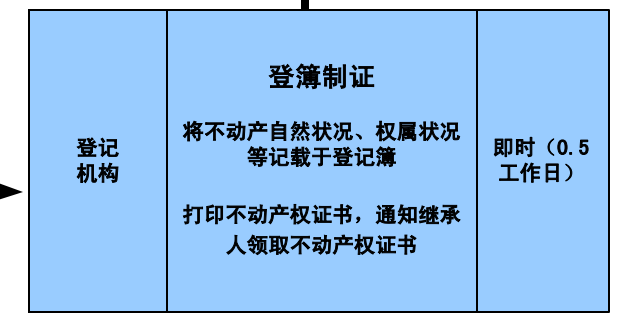 登记
机构
登簿制证
将不动产自然状况、权属状况
等记载于登记簿
打印不动产权证书，通知继承
人领取不动产权证书
即时（0.5
工作日）